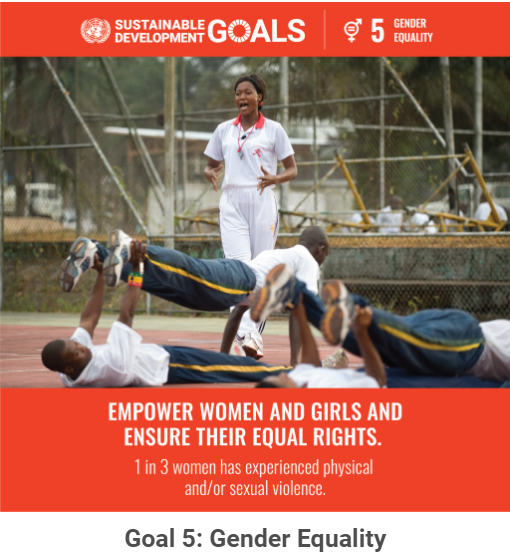 SUSTAINABLE
DEVELOPMENT
GOALS
5
GENDER
EQUALITY
EMPOWER WOMEN AND GIRLS AND
ENSURE THEIR EQUAL RIGHTS.
1 in 3 women has experienced physical
and/or sexual violence.
Goal 5: Gender Equality